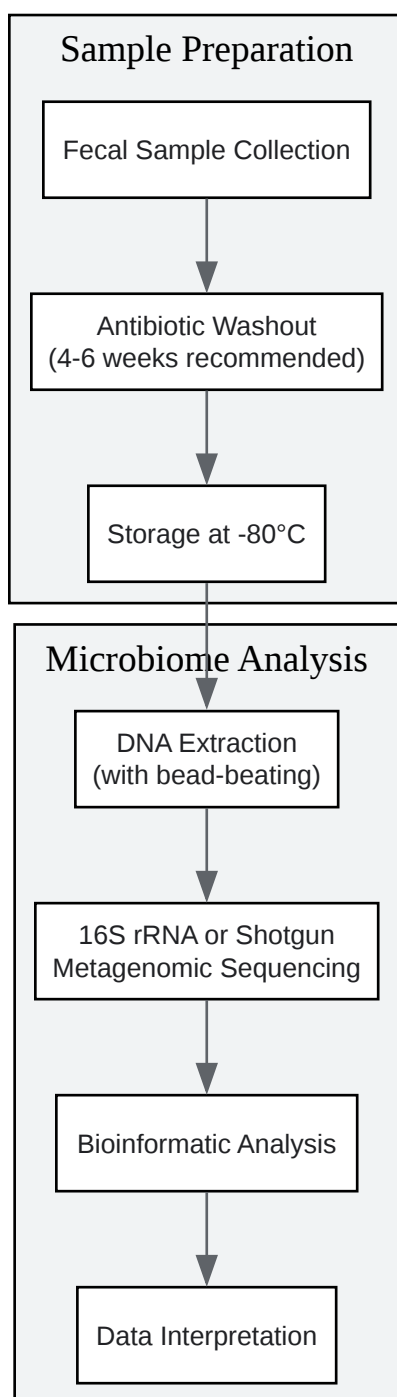 Sample Preparation
Fecal Sample Collection
Antibiotic Washout
(4-6 weeks recommended)
Storage at -80°C
Microbiome Analysis
DNA Extraction
(with bead-beating)
16S rRNA or Shotgun
Metagenomic Sequencing
Bioinformatic Analysis
Data Interpretation